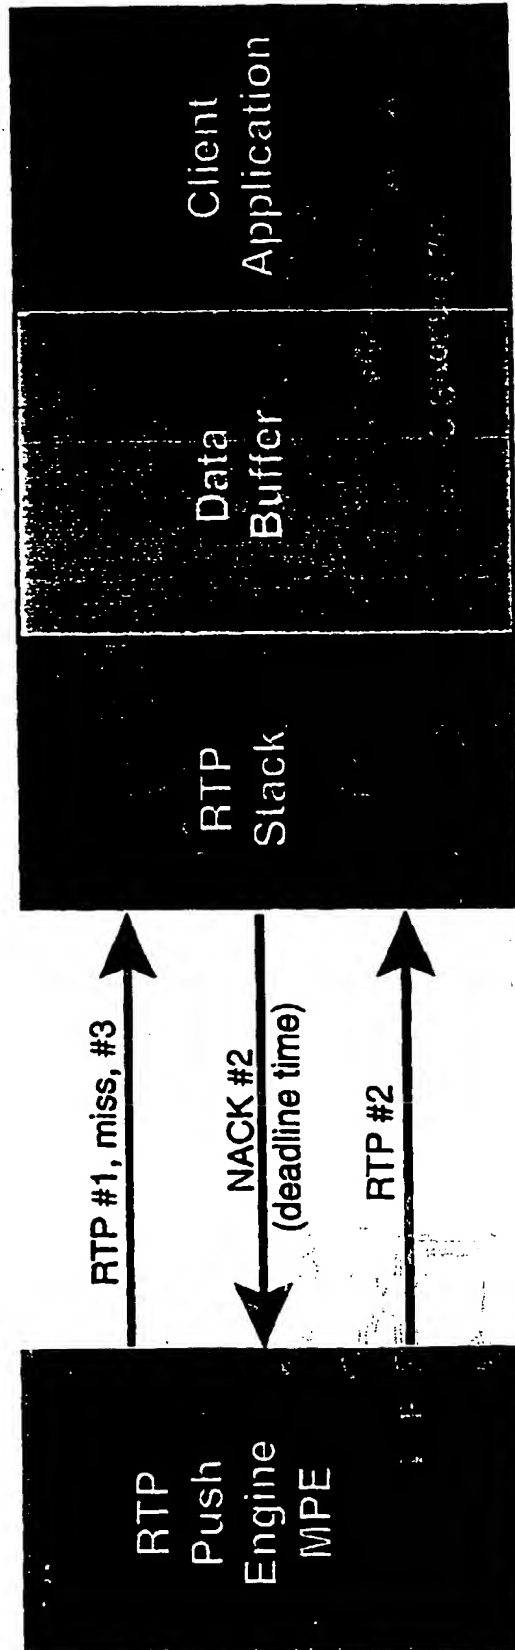 RTP
Push
Engine
MPE
RTP #1, miss, #3
NACK #2
(deadline time)
RTP #2
RTP
Stack
Data
Buffer
Client
Application